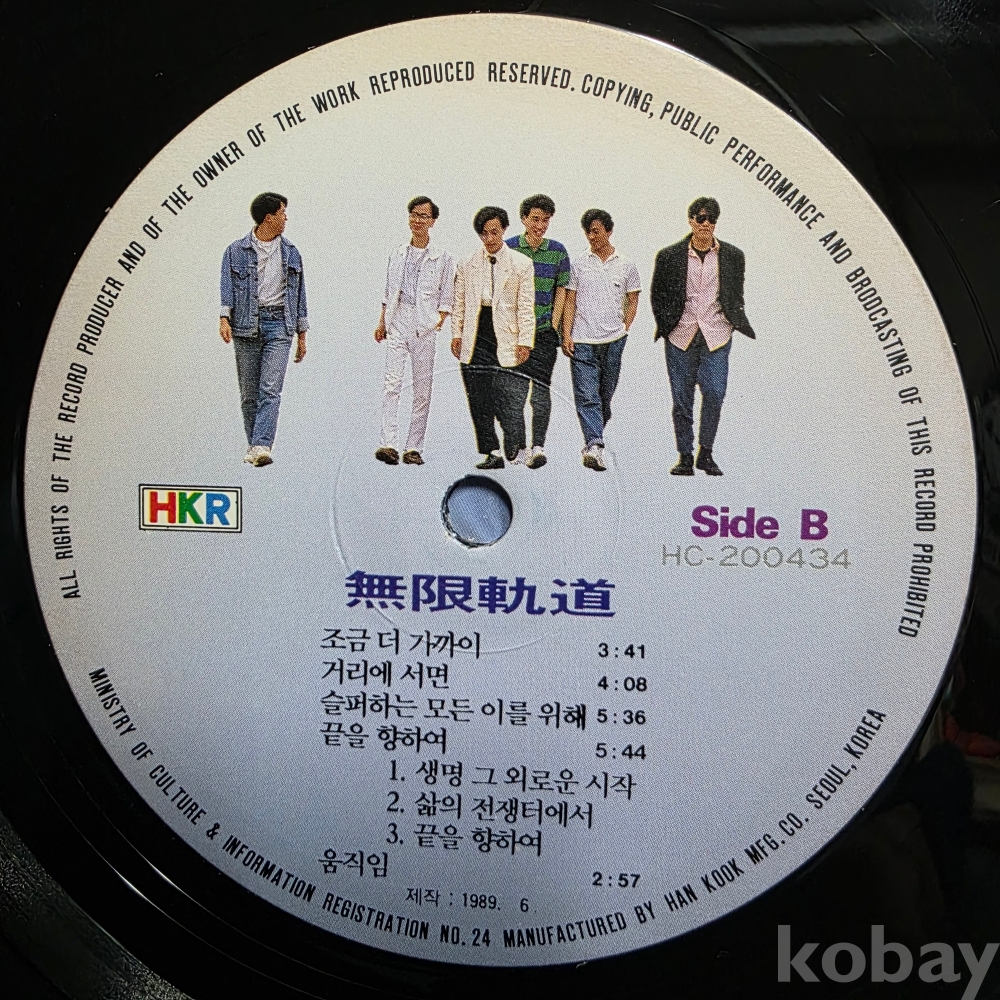 ALL RIGHTS OF THE RECORD PRODUCER AND OF THE OWNER OF THE WORK REPRODUCED RESERVED. COPYING, PUBLIC PERFORMANCE AND BRODCASTING OF THIS RECORD PROHIBITED
HKR
Side B
HC-200434
無限軌道
조금 더 가까이 3:41
거리에 서면 4:08
슬퍼하는 모든 이를 위해 5:36
끝을 향하여 5:44
1. 생명 그 외로운 시작
2. 삶의 전쟁터에서
3. 끝을 향하여
움직임 2:57
제작 : 1989. 6.
MINISTRY OF CULTURE & INFORMATION REGISTRATION NO. 24 MANUFACTURED BY HAN KOOK MFG. CO. SEOUL, KOREA
kobay